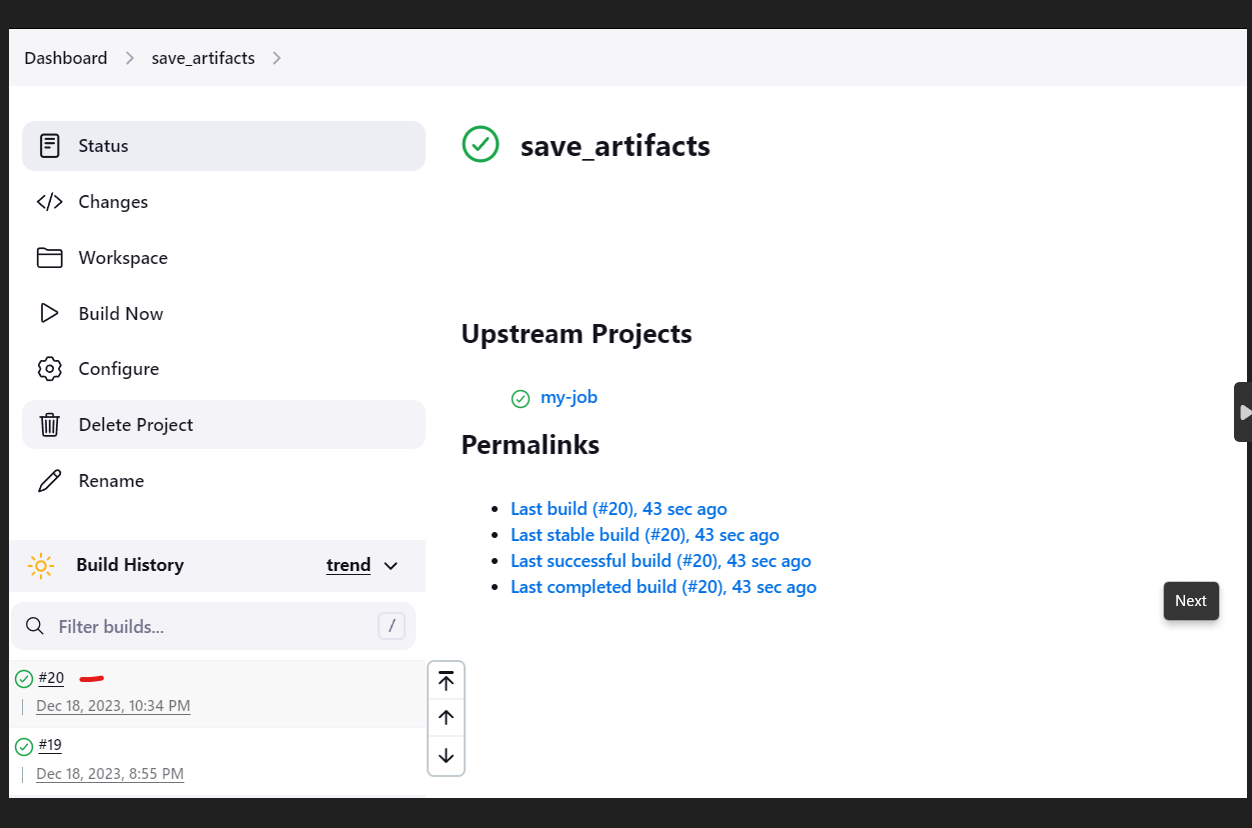 Dashboard > save_artifacts >
Status
Changes
Workspace
Build Now
Configure
Delete Project
Rename
Build History trend
Filter builds... /
#20
Dec 18, 2023, 10:34 PM
#19
Dec 18, 2023, 8:55 PM
save_artifacts
Upstream Projects
my-job
Permalinks
• Last build (#20), 43 sec ago
• Last stable build (#20), 43 sec ago
• Last successful build (#20), 43 sec ago
• Last completed build (#20), 43 sec ago
Next